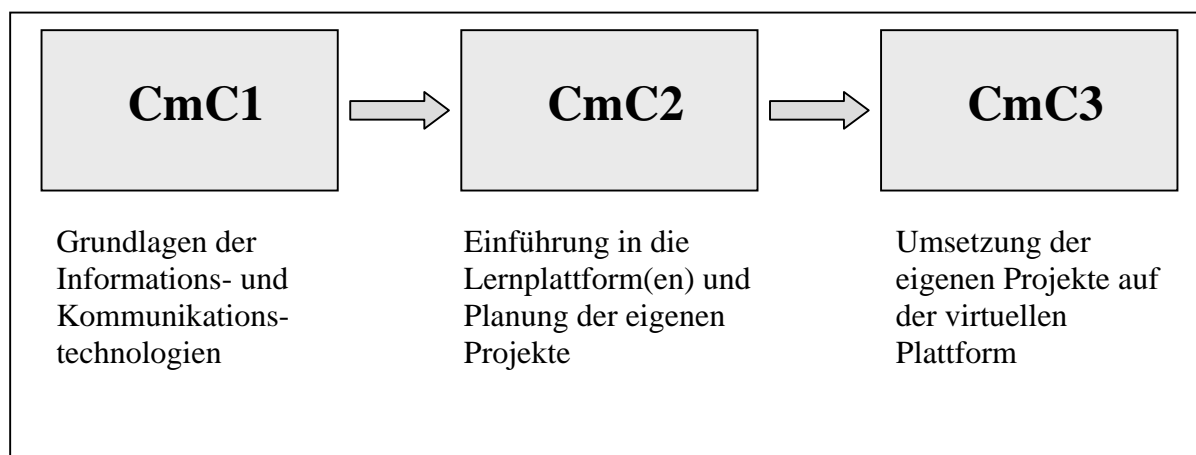 CmC1
CmC2
CmC3
Grundlagen der
Informations- und
Kommunikations-
technologien
Einführung in die
Lernplattform(en) und
Planung der eigenen
Projekte
Umsetzung der
eigenen Projekte auf
der virtuellen
Plattform